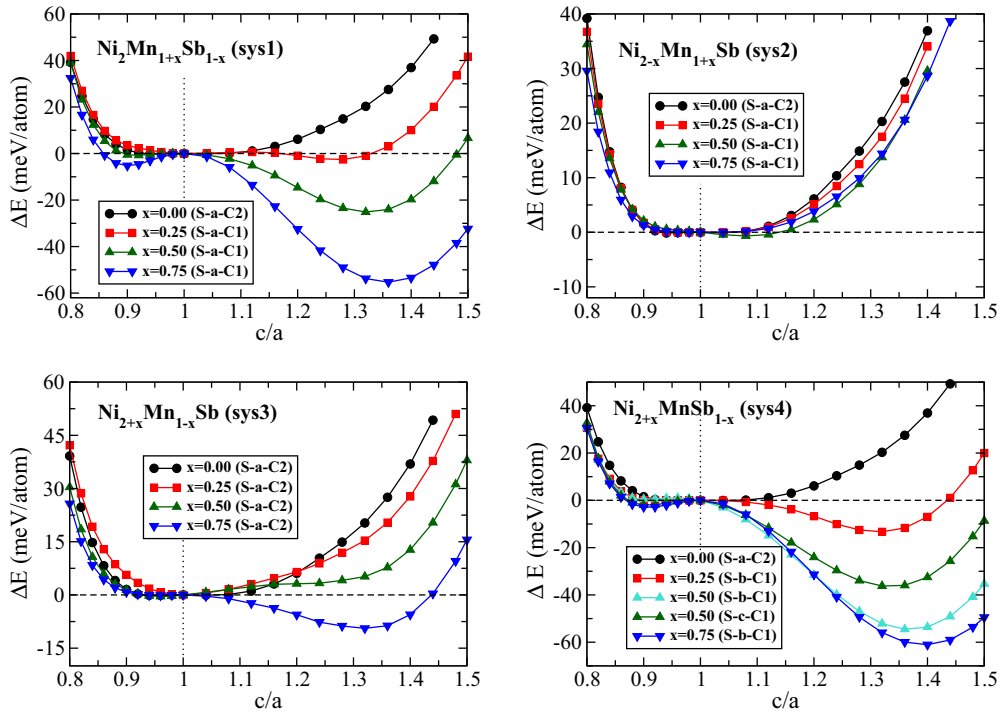 Ni2Mn1+xSb1-x (sys1)
ΔE (meV/atom)
60
40
20
0
-20
-40
-60
x=0.00 (S-a-C2)
x=0.25 (S-a-C1)
x=0.50 (S-a-C1)
x=0.75 (S-a-C1)
0.8 0.9 1 1.1 1.2 1.3 1.4 1.5
c/a
Ni2-xMn1+xSb (sys2)
ΔE (meV/atom)
40
30
20
10
0
-10
x=0.00 (S-a-C2)
x=0.25 (S-a-C1)
x=0.50 (S-a-C1)
x=0.75 (S-a-C1)
0.8 0.9 1 1.1 1.2 1.3 1.4 1.5
c/a
Ni2+xMn1-xSb (sys3)
ΔE (meV/atom)
60
45
30
15
0
-15
x=0.00 (S-a-C2)
x=0.25 (S-a-C2)
x=0.50 (S-a-C2)
x=0.75 (S-a-C2)
0.8 0.9 1 1.1 1.2 1.3 1.4 1.5
c/a
Ni2+xMnSb1-x (sys4)
Δ E (meV/atom)
40
20
0
-20
-40
-60
x=0.00 (S-a-C2)
x=0.25 (S-b-C1)
x=0.50 (S-b-C1)
x=0.50 (S-c-C1)
x=0.75 (S-b-C1)
0.8 0.9 1 1.1 1.2 1.3 1.4 1.5
c/a